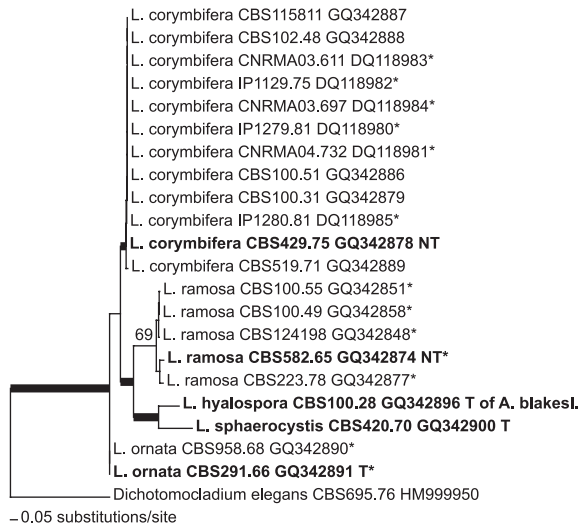 L. corymbifera CBS115811 GQ342887
L. corymbifera CBS102.48 GQ342888
L. corymbifera CNRMA03.611 DQ118983*
L. corymbifera IP1129.75 DQ118982*
L. corymbifera CNRMA03.697 DQ118984*
L. corymbifera IP1279.81 DQ118980*
L. corymbifera CNRMA04.732 DQ118981*
L. corymbifera CBS100.51 GQ342886
L. corymbifera CBS100.31 GQ342879
L. corymbifera IP1280.81 DQ118985*
L. corymbifera CBS429.75 GQ342878 NT
L. corymbifera CBS519.71 GQ342889
L. ramosa CBS100.55 GQ342851*
L. ramosa CBS100.49 GQ342858*
L. ramosa CBS124198 GQ342848*
69
L. ramosa CBS582.65 GQ342874 NT*
L. ramosa CBS223.78 GQ342877*
L. hyalospora CBS100.28 GQ342896 T of A. blakesl.
L. sphaerocystis CBS420.70 GQ342900 T
L. ornata CBS958.68 GQ342890*
L. ornata CBS291.66 GQ342891 T*
Dichotomocladium elegans CBS695.76 HM999950
0.05 substitutions/site